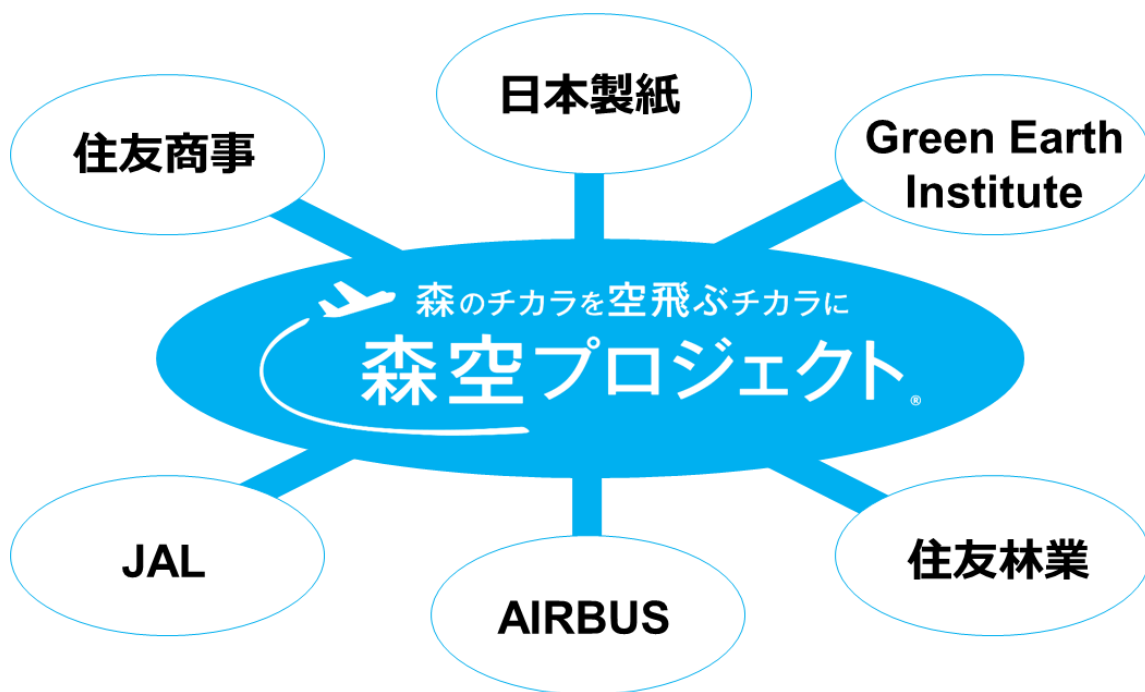 日本製紙
住友商事
Green Earth
Institute
森のチカラを空飛ぶチカラに
森空プロジェクト®
JAL
AIRBUS
住友林業